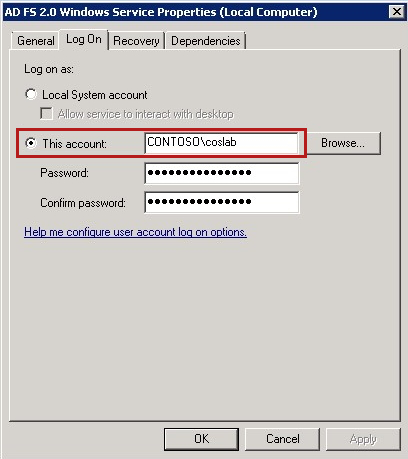 AD FS 2.0 Windows Service Properties (Local Computer)
General Log On Recovery Dependencies
Log on as:
Local System account
Allow service to interact with desktop
This account: CONTOSO\coslab Browse...
Password: ●●●●●●●●●●●●●●●
Confirm password: ●●●●●●●●●●●●●●●
Help me configure user account log on options.
OK Cancel Apply